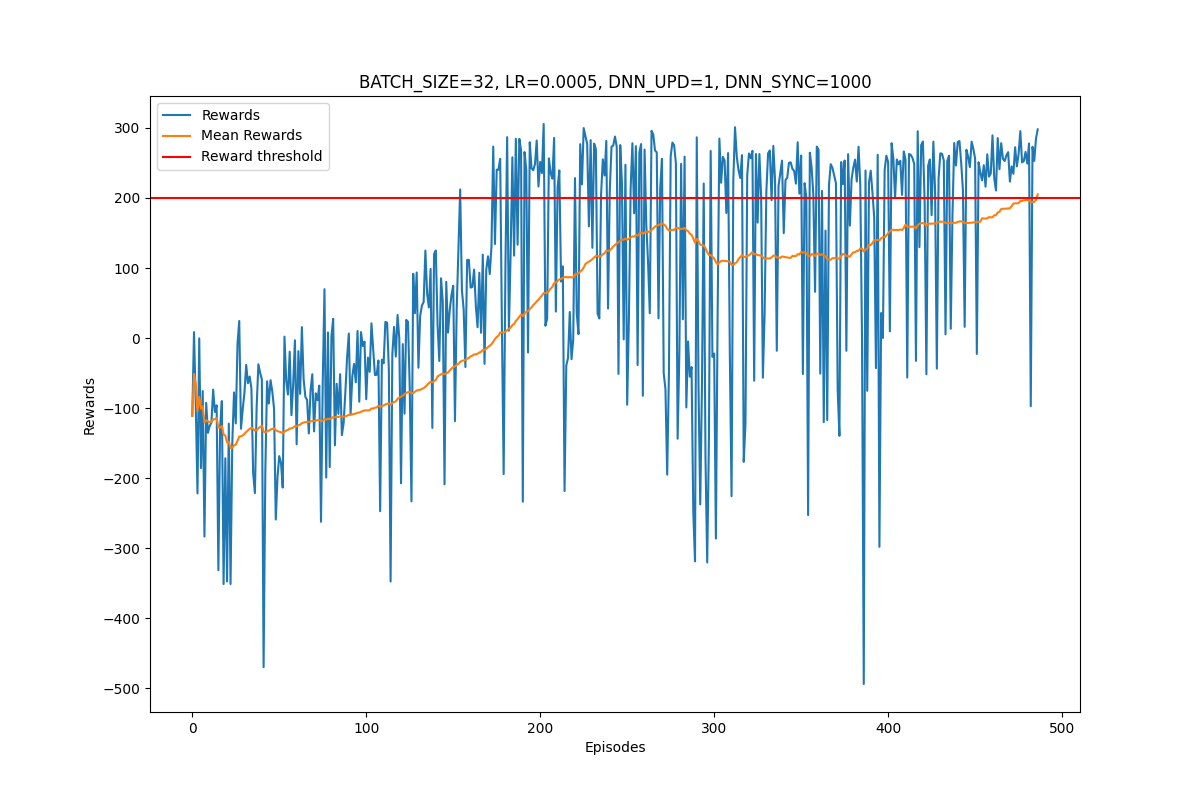 BATCH_SIZE=32, LR=0.0005, DNN_UPD=1, DNN_SYNC=1000
Rewards
Mean Rewards
Reward threshold
300
200
100
0
−100
−200
−300
−400
−500
Rewards
0 100 200 300 400 500
Episodes